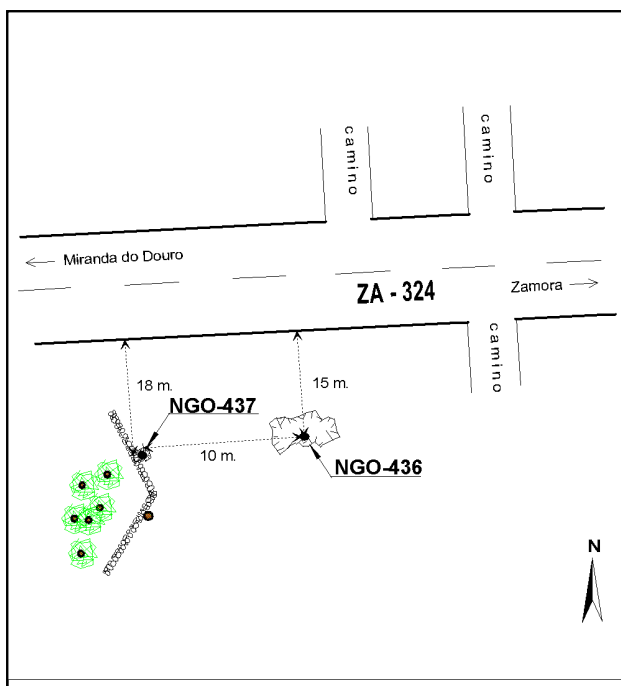 camino
camino
Miranda do Douro
ZA - 324
Zamora
camino
18 m.
15 m.
NGO-437
10 m.
NGO-436
N